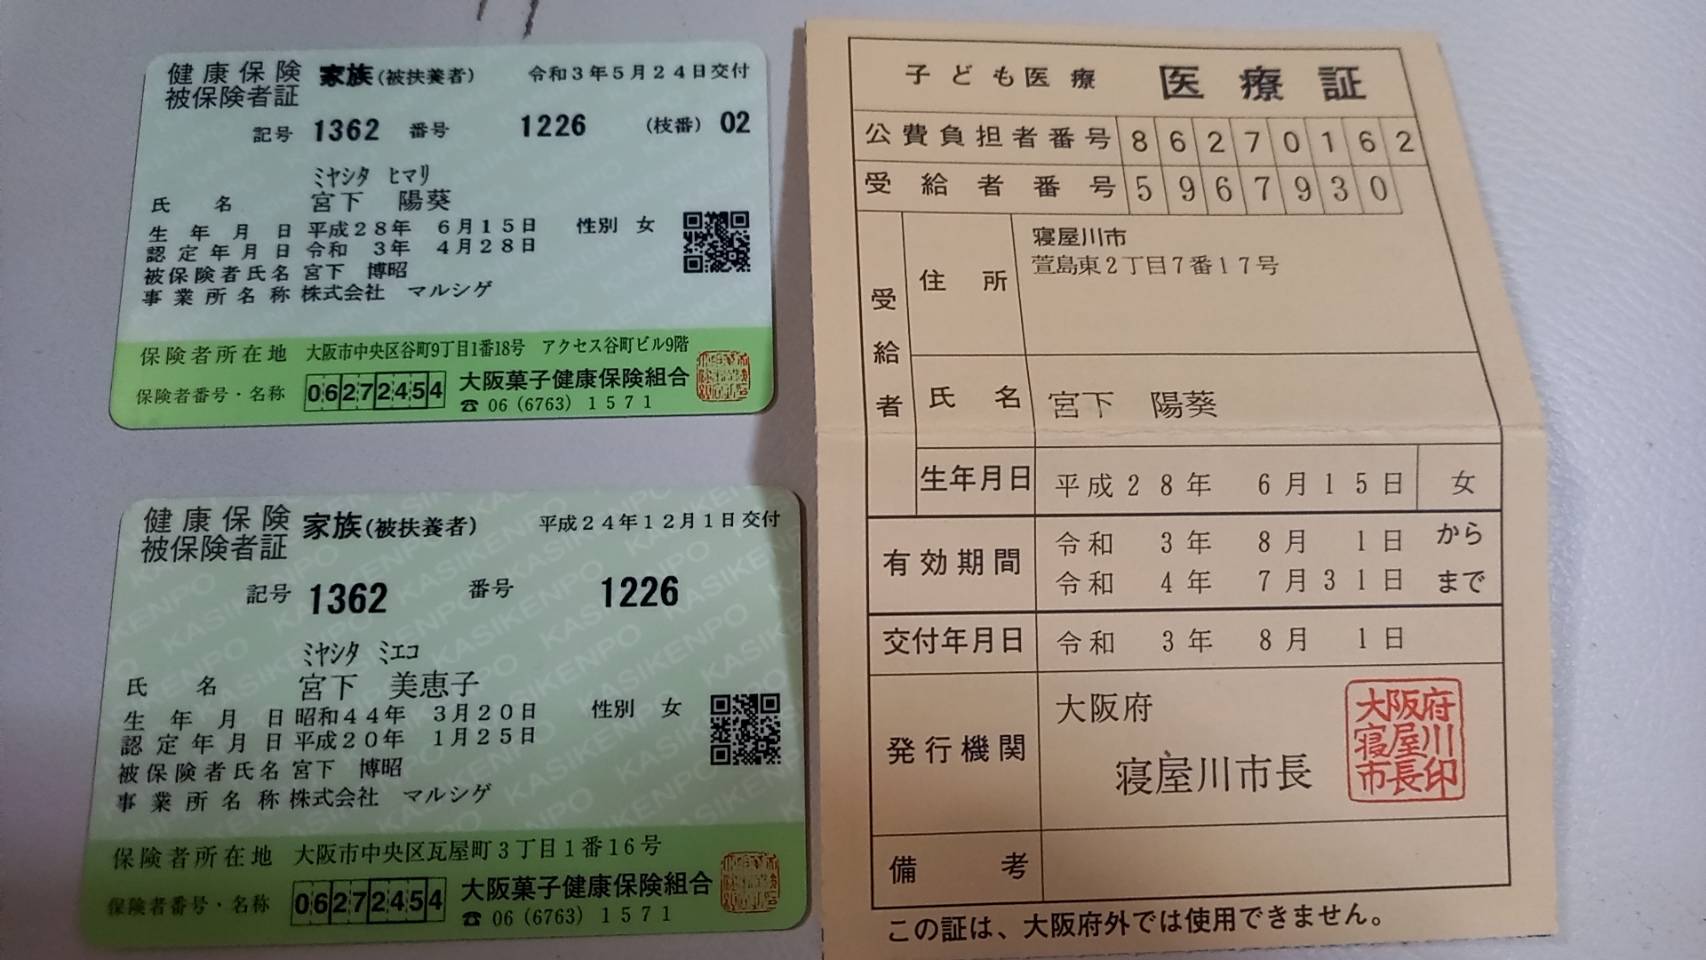 健康保険 家族(被扶養者) 令和3年5月24日交付
被保険者証
記号 1362 番号 1226 (枝番) 02
ミヤシタ ヒマリ
氏名 宮下 陽葵
生年月日 平成28年 6月15日 性別 女
認定年月日 令和 3年 4月28日
被保険者氏名 宮下 博昭
事業所名称 株式会社 マルシゲ
保険者所在地 大阪市中央区谷町9丁目1番18号 アクセス谷町ビル9階
保険者番号・名称 06272454 大阪菓子健康保険組合
☎ 06(6763)1571
健康保険 家族(被扶養者) 平成24年12月1日交付
被保険者証
記号 1362 番号 1226
ミヤシタ ミエコ
氏名 宮下 美恵子
生年月日 昭和44年 3月20日 性別 女
認定年月日 平成20年 1月25日
被保険者氏名 宮下 博昭
事業所名称 株式会社 マルシゲ
保険者所在地 大阪市中央区瓦屋町3丁目1番16号
保険者番号・名称 06272454 大阪菓子健康保険組合
☎ 06(6763)1571
子ども医療 医療証
公費負担者番号 86270162
受給者番号 5967930
受給者
住所 寝屋川市
萱島東2丁目7番17号
氏名 宮下 陽葵
生年月日 平成28年 6月15日 女
有効期間 令和 3年 8月 1日 から
令和 4年 7月31日 まで
交付年月日 令和 3年 8月 1日
発行機関 大阪府
寝屋川市長
大阪府
寝屋川
市長印
備考
この証は、大阪府外では使用できません。